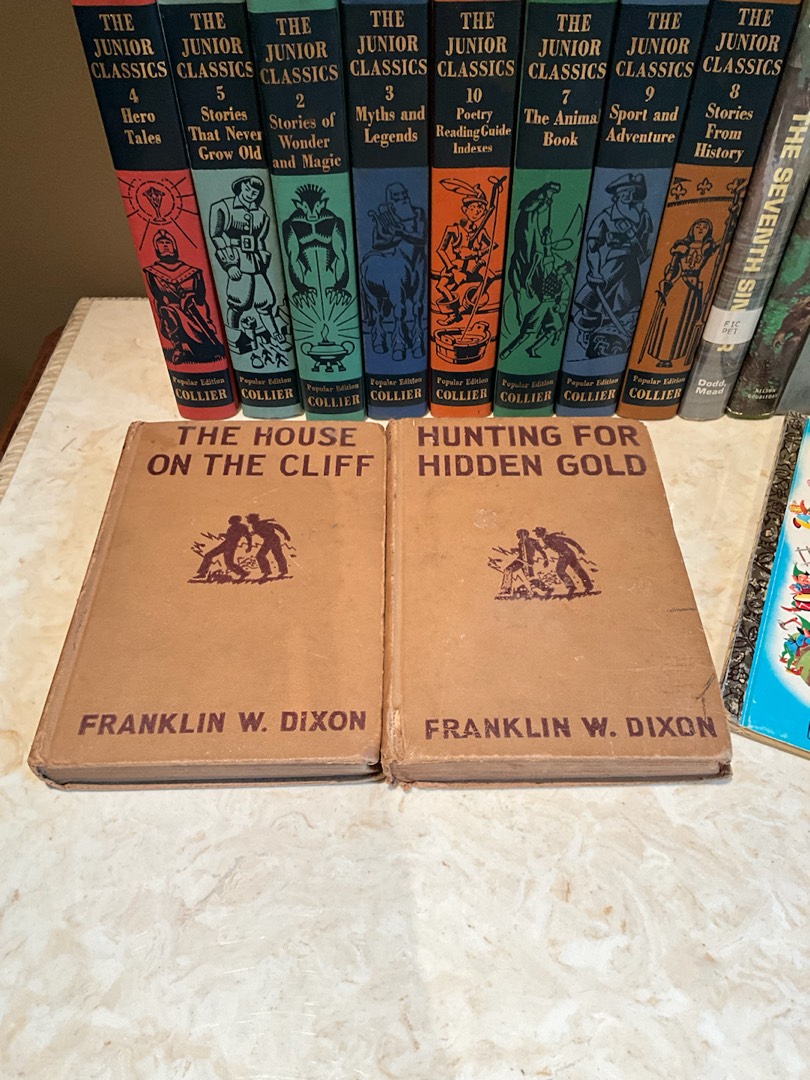 THE
JUNIOR
CLASSICS
4
Hero
Tales
Popular Edition
COLLIER
THE
JUNIOR
CLASSICS
5
Stories
That Never
Grow Old
Popular Edition
COLLIER
THE
JUNIOR
CLASSICS
2
Stories of
Wonder
and Magic
Popular Edition
COLLIER
THE
JUNIOR
CLASSICS
3
Myths and
Legends
Popular Edition
COLLIER
THE
JUNIOR
CLASSICS
10
Poetry
Reading Guide
Indexes
Popular Edition
COLLIER
THE
JUNIOR
CLASSICS
7
The Animal
Book
Popular Edition
COLLIER
THE
JUNIOR
CLASSICS
9
Sport and
Adventure
Popular Edition
COLLIER
THE
JUNIOR
CLASSICS
8
Stories
From
History
Popular Edition
COLLIER
THE SEVENTH
FIC
PET
Dodd,
Mead
THE HOUSE
ON THE CLIFF
FRANKLIN W. DIXON
HUNTING FOR
HIDDEN GOLD
FRANKLIN W. DIXON